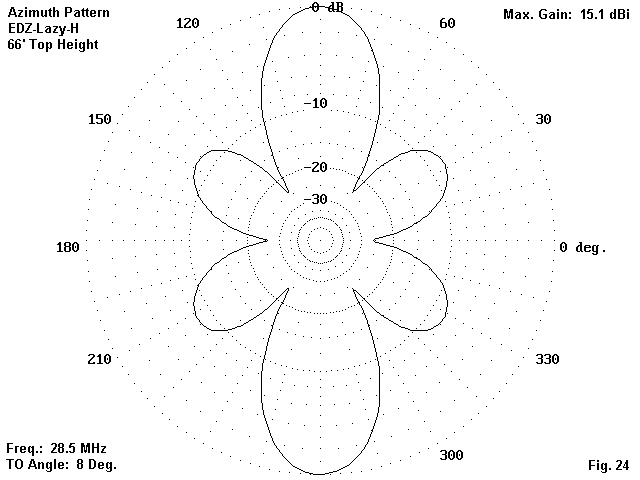 Azimuth Pattern
EDZ-Lazy-H
66' Top Height
0 dB
Max. Gain: 15.1 dBi
120
60
-10
150
30
-20
-30
180
0 deg.
210
330
300
Freq.: 28.5 MHz
TO Angle: 8 Deg.
Fig. 24